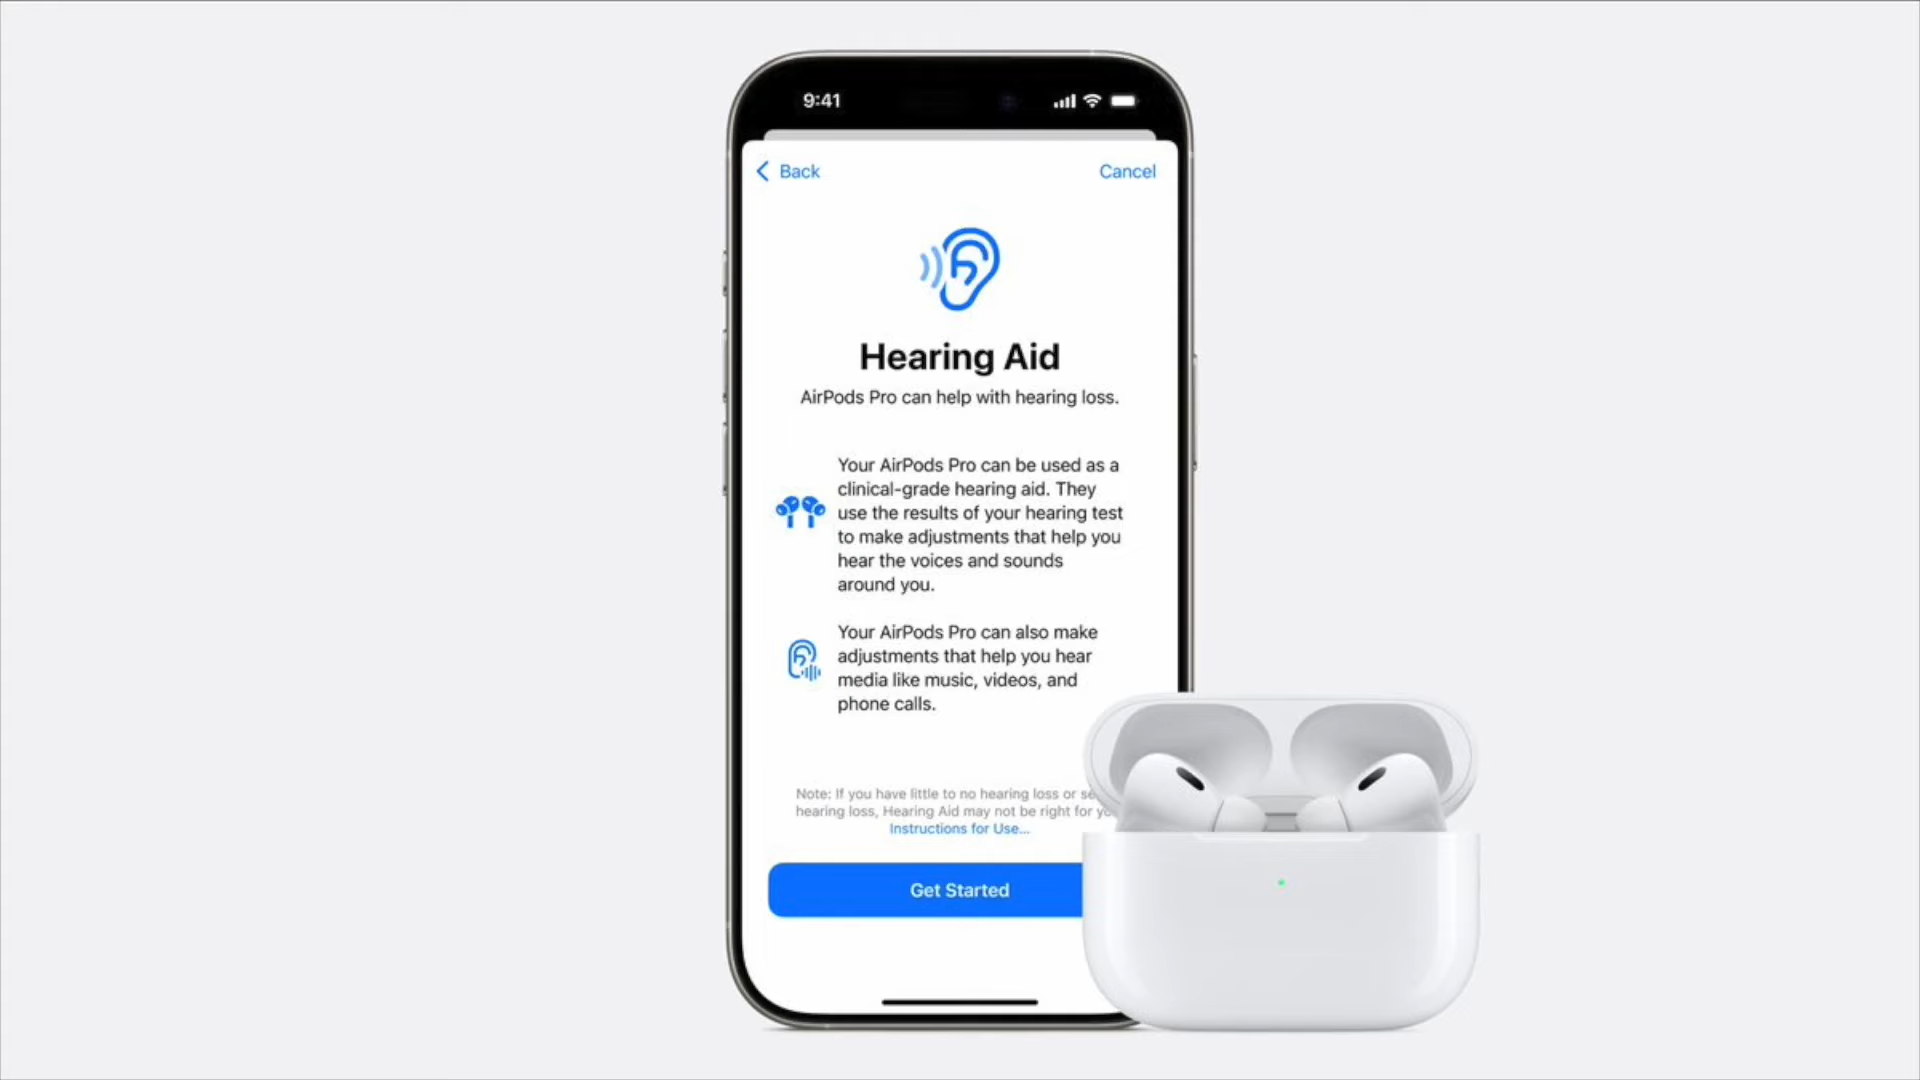 9:41
Back
Cancel
Hearing Aid
AirPods Pro can help with hearing loss.
Your AirPods Pro can be used as a
clinical-grade hearing aid. They
use the results of your hearing test
to make adjustments that help you
hear the voices and sounds
around you.
Your AirPods Pro can also make
adjustments that help you hear
media like music, videos, and
phone calls.
Note: If you have little to no hearing loss or
hearing loss, Hearing Aid may not be right for
Instructions for Use...
Get Started